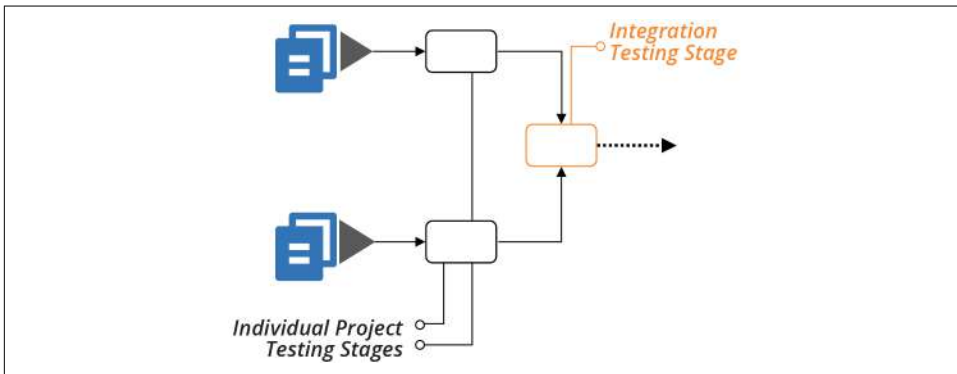 Integration
Testing Stage
Individual Project
Testing Stages